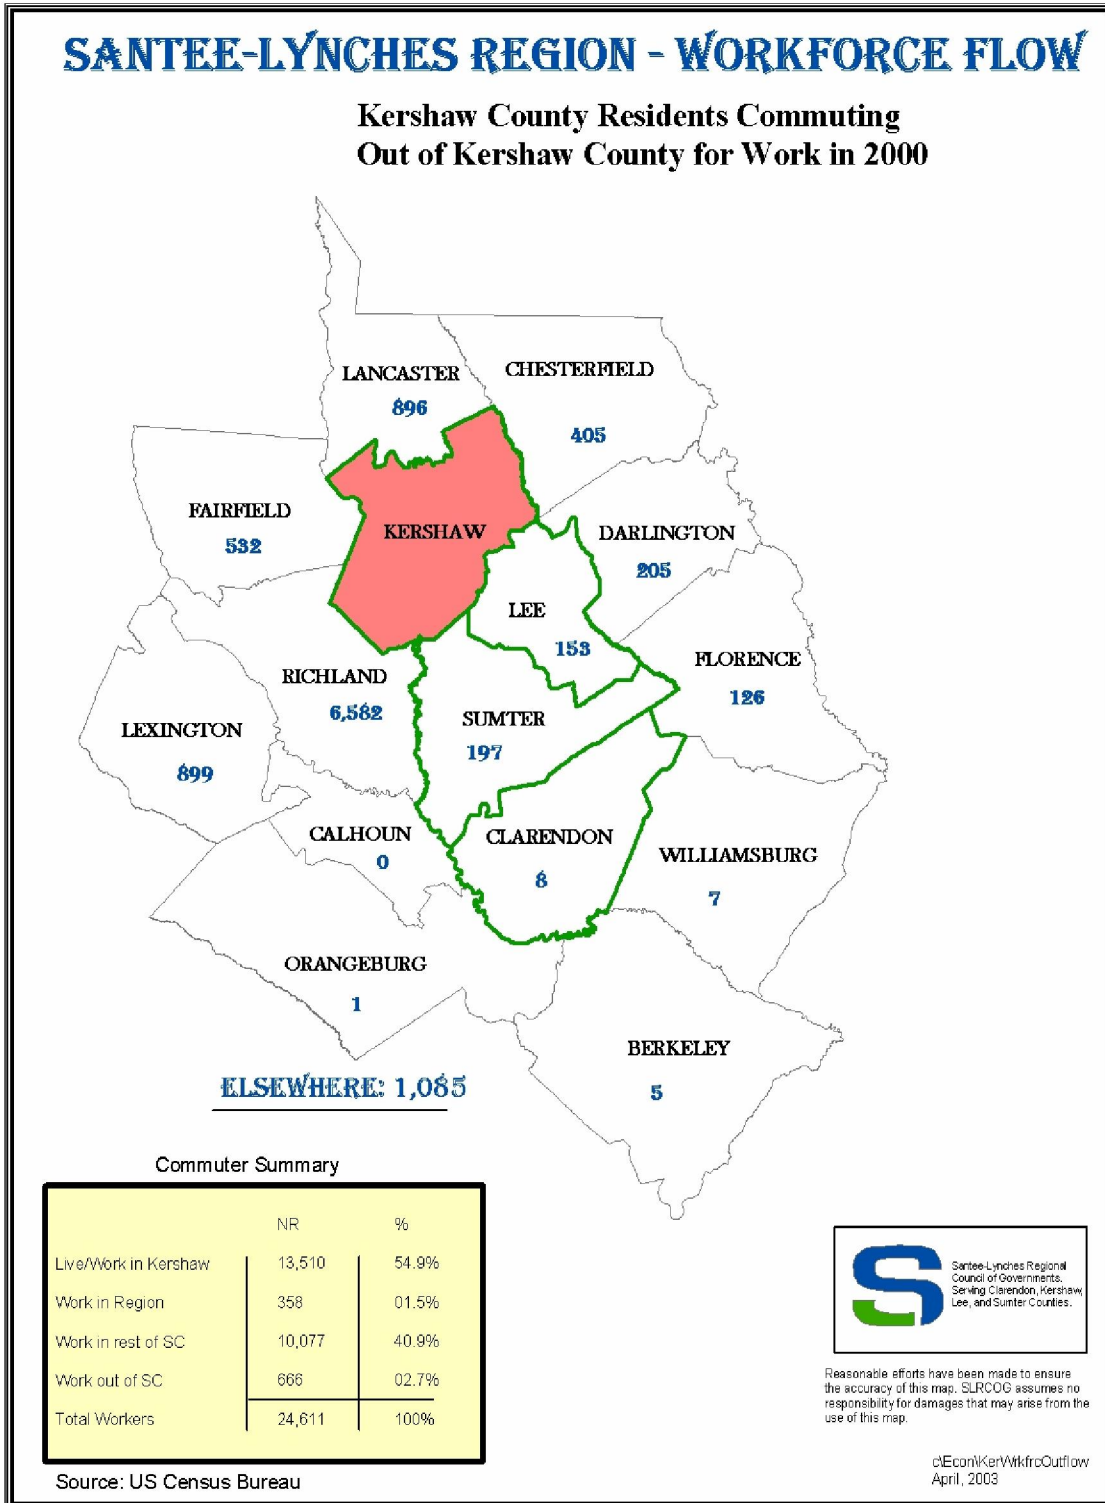 SANTEE-LYNCHES REGION - WORKFORCE FLOW
Kershaw County Residents Commuting
Out of Kershaw County for Work in 2000
LANCASTER
896
CHESTERFIELD
405
FAIRFIELD
532
KERSHAW
DARLINGTON
205
LEE
153
RICHLAND
6,582
FLORENCE
126
LEXINGTON
899
SUMTER
197
CALHOUN
0
CLARENDON
8
WILLIAMSBURG
7
ORANGEBURG
1
BERKELEY
5
ELSEWHERE: 1,085
Commuter Summary
NR %
Live/Work in Kershaw 13,510 54.9%
Work in Region 358 01.5%
Work in rest of SC 10,077 40.9%
Work out of SC 666 02.7%
Total Workers 24,611 100%
Source: US Census Bureau
S
Santee-Lynches Regional
Council of Governments.
Serving Clarendon, Kershaw,
Lee, and Sumter Counties.
Reasonable efforts have been made to ensure
the accuracy of this map. SLRCOG assumes no
responsibility for damages that may arise from the
use of this map.
c\Econ\KerWrkfrcOutflow
April, 2003